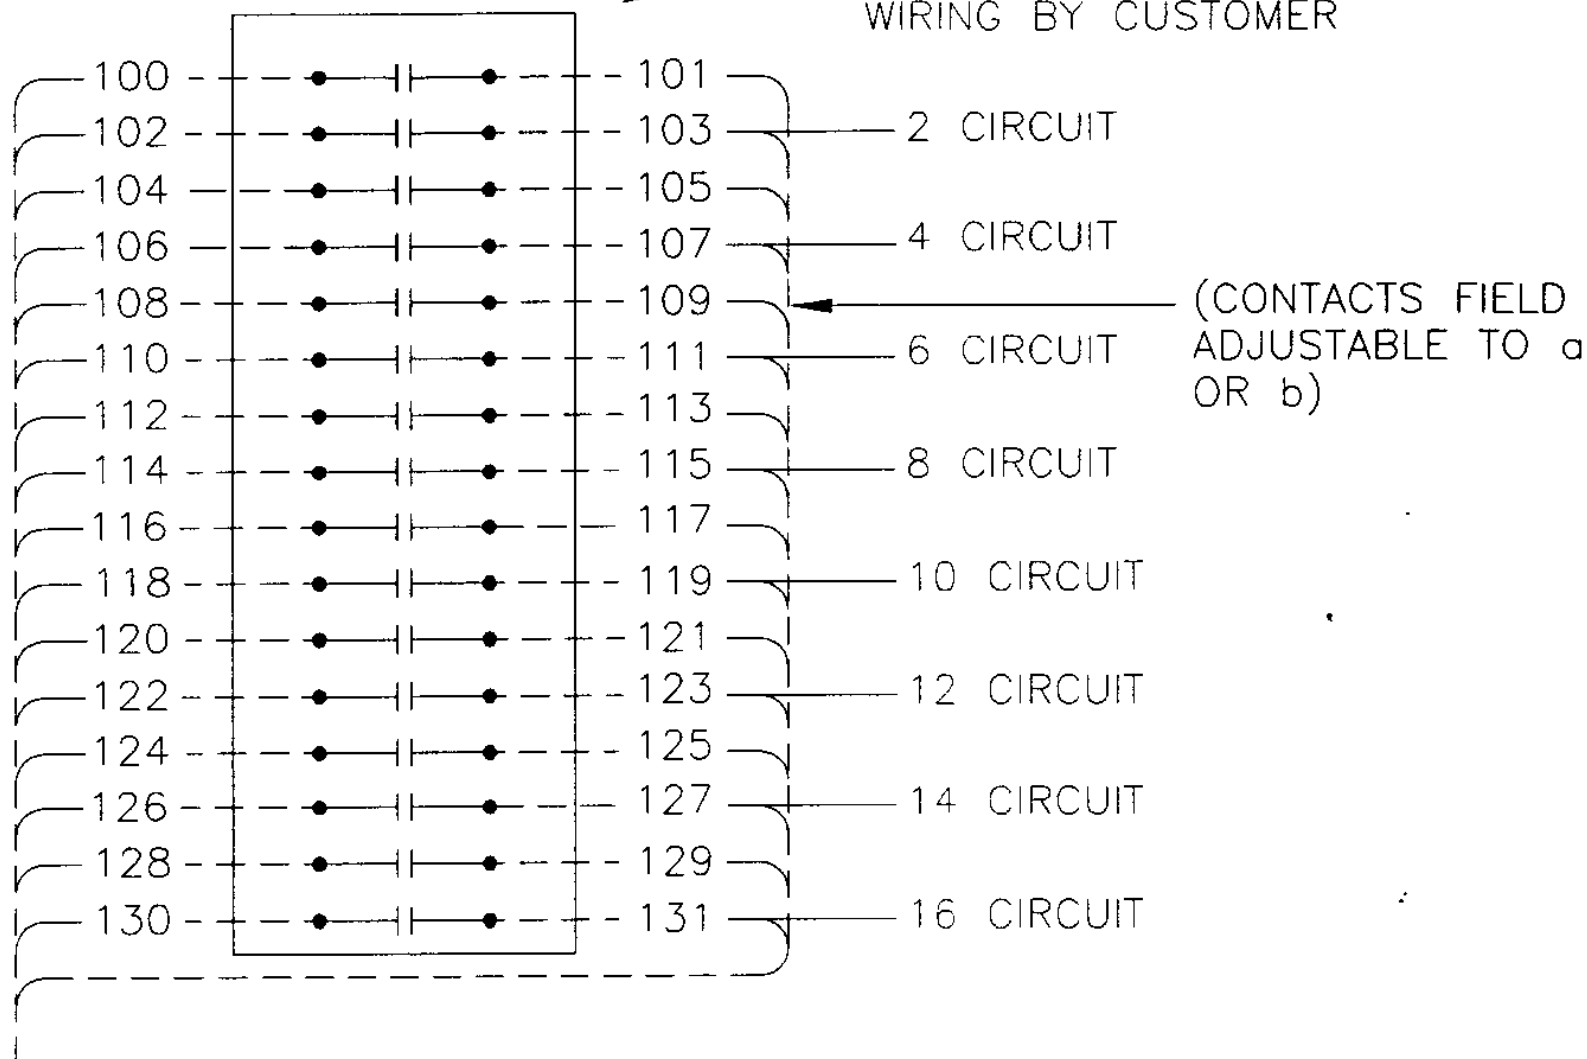 WIRING BY CUSTOMER
100 101
102 103 2 CIRCUIT
104 105
106 107 4 CIRCUIT
108 109 (CONTACTS FIELD
110 111 6 CIRCUIT ADJUSTABLE TO a
OR b)
112 113
114 115 8 CIRCUIT
116 117
118 119 10 CIRCUIT
120 121
122 123 12 CIRCUIT
124 125
126 127 14 CIRCUIT
128 129
130 131 16 CIRCUIT